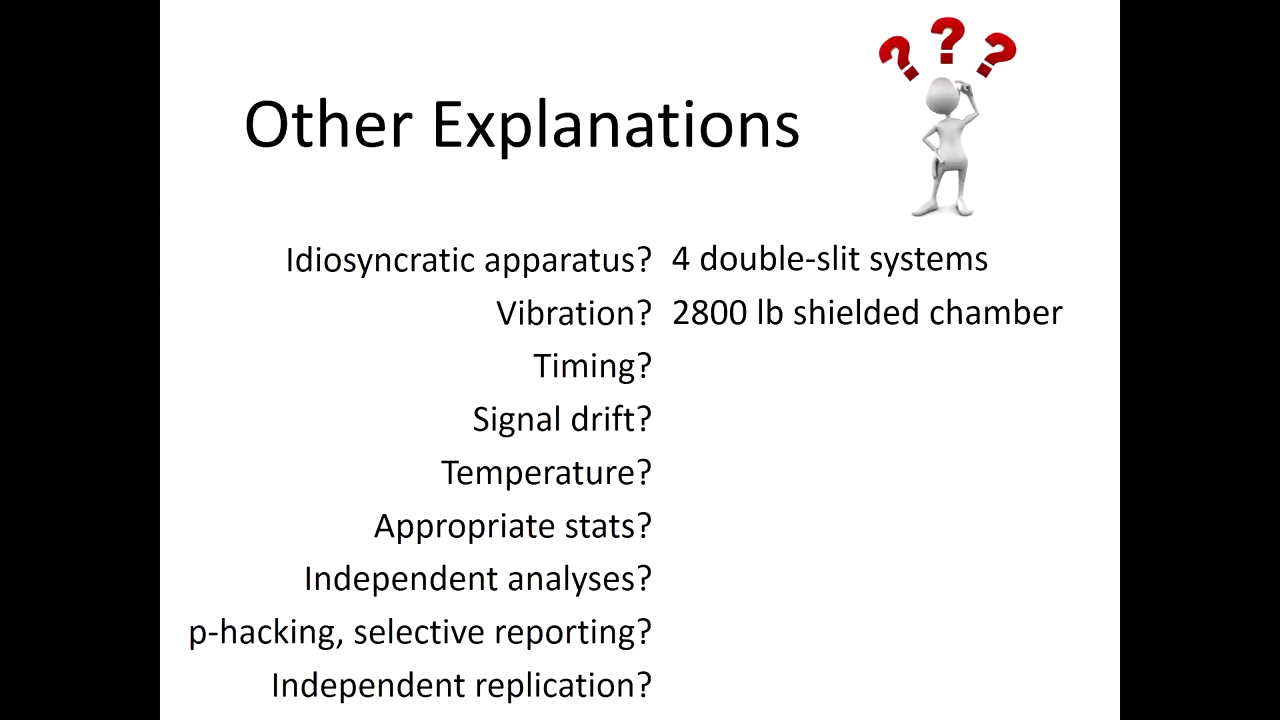 Other Explanations
Idiosyncratic apparatus? 4 double-slit systems
Vibration? 2800 lb shielded chamber
Timing?
Signal drift?
Temperature?
Appropriate stats?
Independent analyses?
p-hacking, selective reporting?
Independent replication?